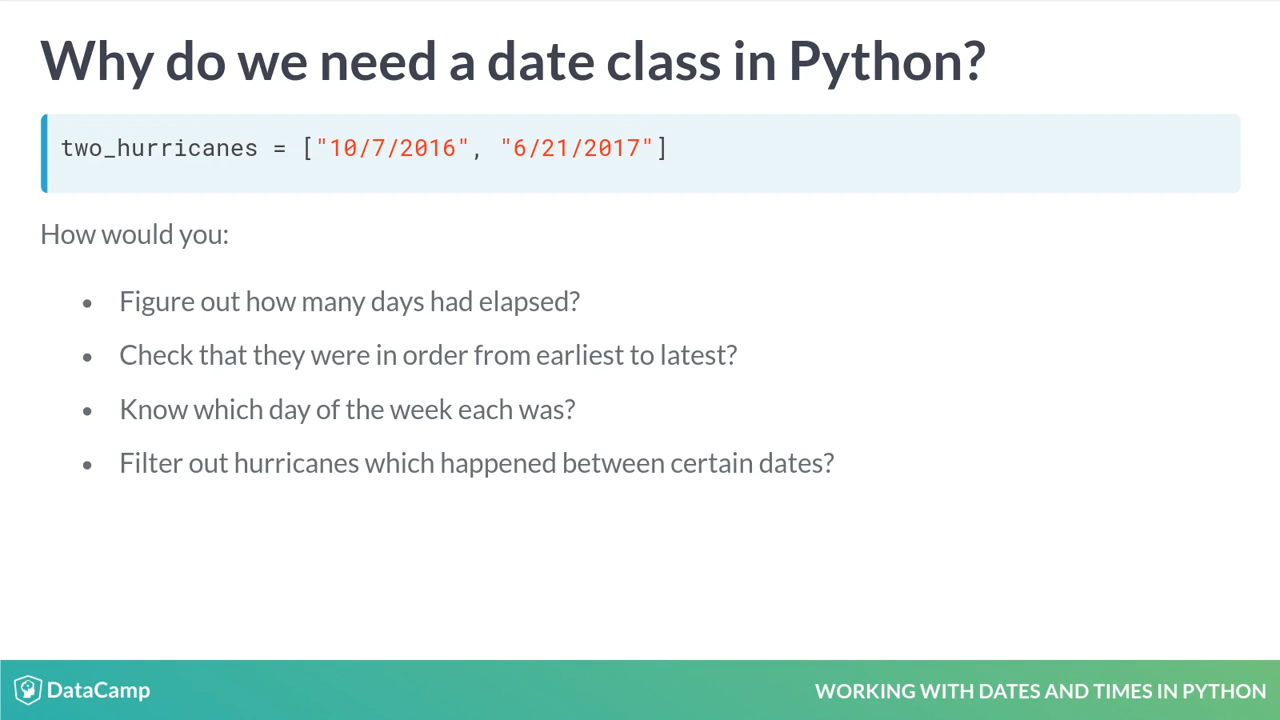 Why do we need a date class in Python?
two_hurricanes = ["10/7/2016", "6/21/2017"]
How would you:
• Figure out how many days had elapsed?
• Check that they were in order from earliest to latest?
• Know which day of the week each was?
• Filter out hurricanes which happened between certain dates?
DataCamp
WORKING WITH DATES AND TIMES IN PYTHON